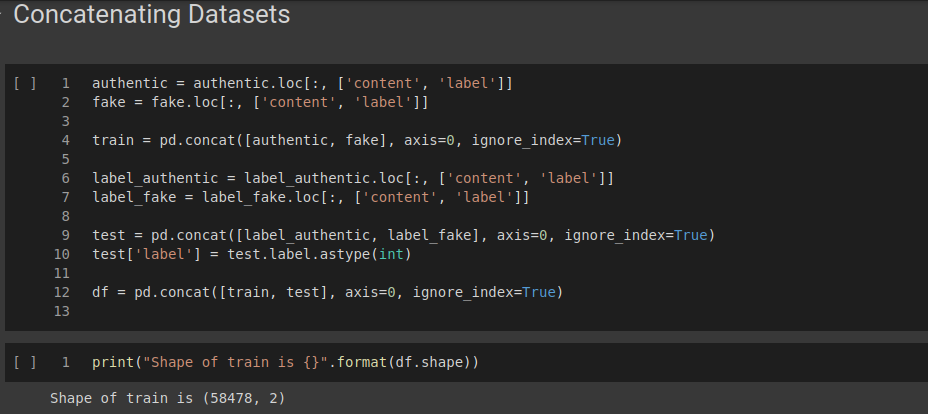 Concatenating Datasets
[ ] 1 authentic = authentic.loc[:, ['content', 'label']]
2 fake = fake.loc[:, ['content', 'label']]
3
4 train = pd.concat([authentic, fake], axis=0, ignore_index=True)
5
6 label_authentic = label_authentic.loc[:, ['content', 'label']]
7 label_fake = label_fake.loc[:, ['content', 'label']]
8
9 test = pd.concat([label_authentic, label_fake], axis=0, ignore_index=True)
10 test['label'] = test.label.astype(int)
11
12 df = pd.concat([train, test], axis=0, ignore_index=True)
13
[ ] 1 print("Shape of train is {}".format(df.shape))
Shape of train is (58478, 2)